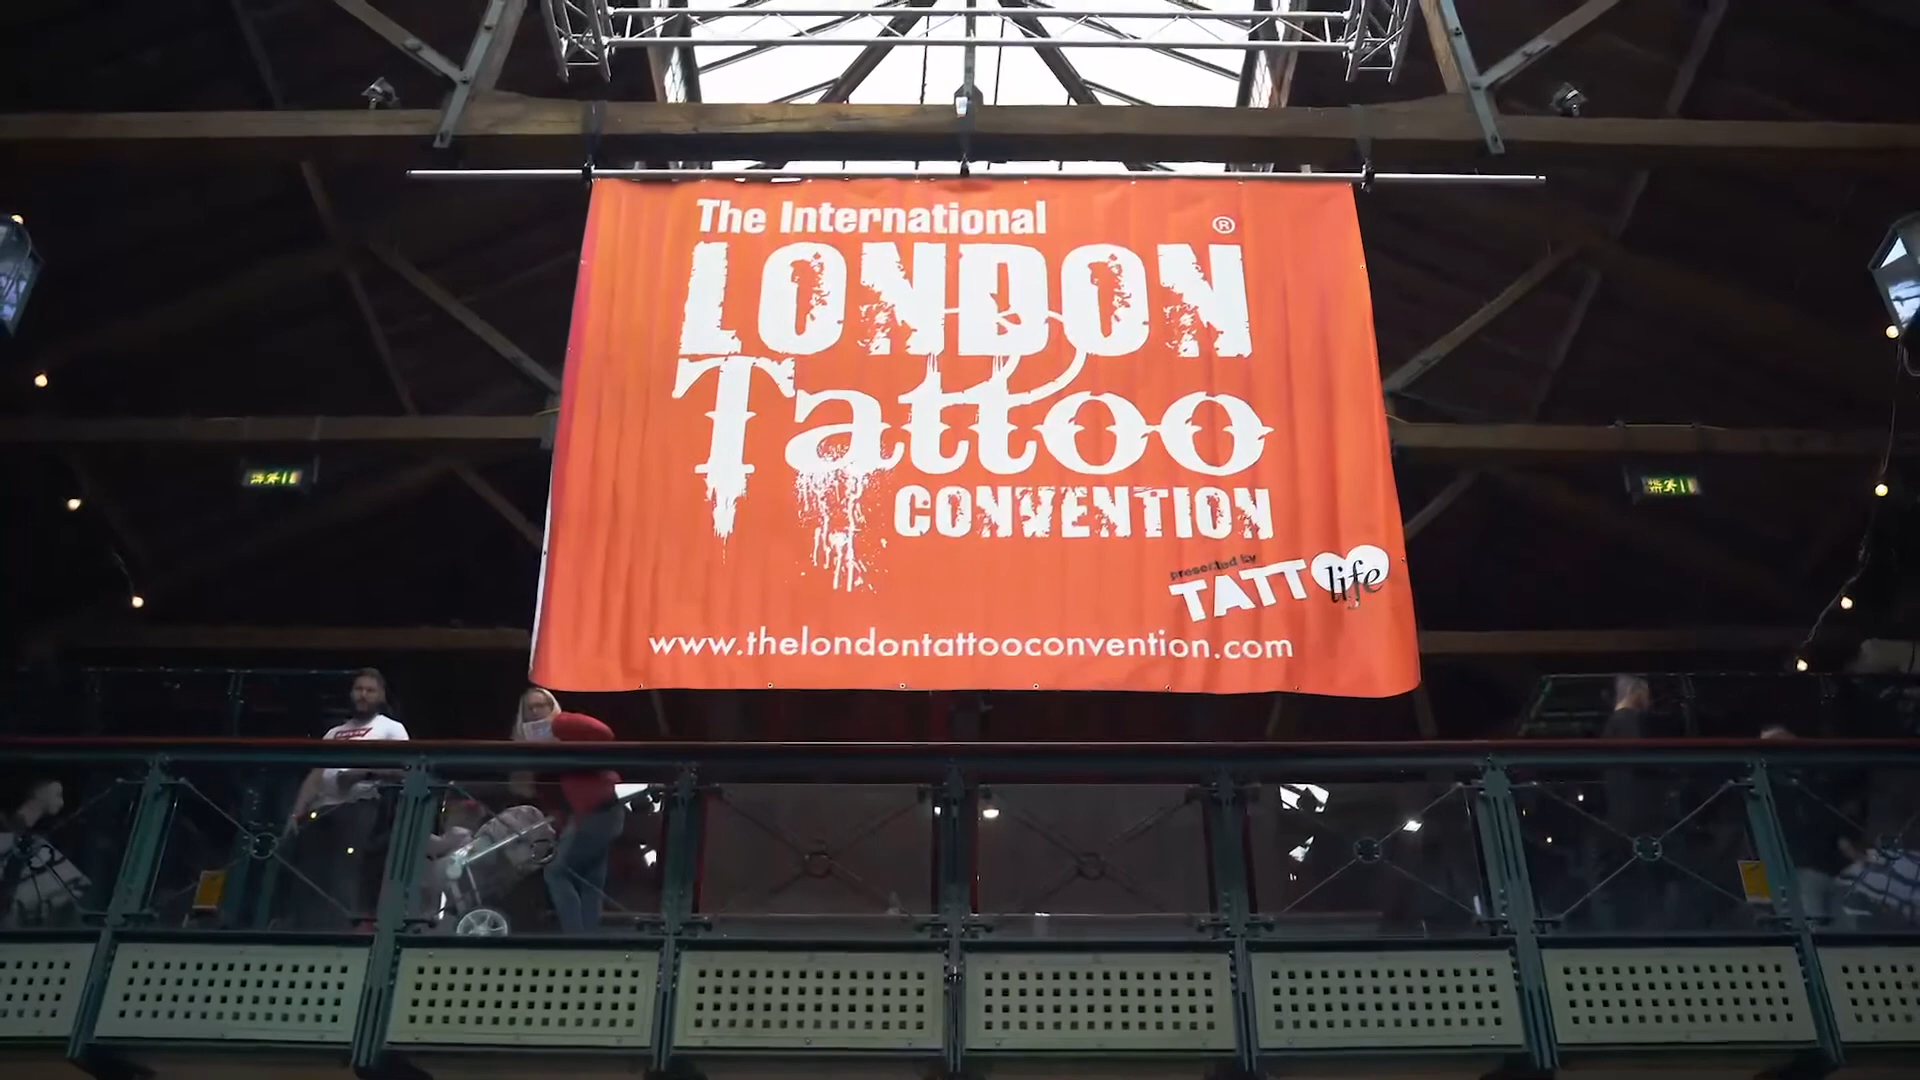 The International
®
LONDON
Tattoo
CONVENTION
presented by
TATTOO life
www.thelondontattooconvention.com